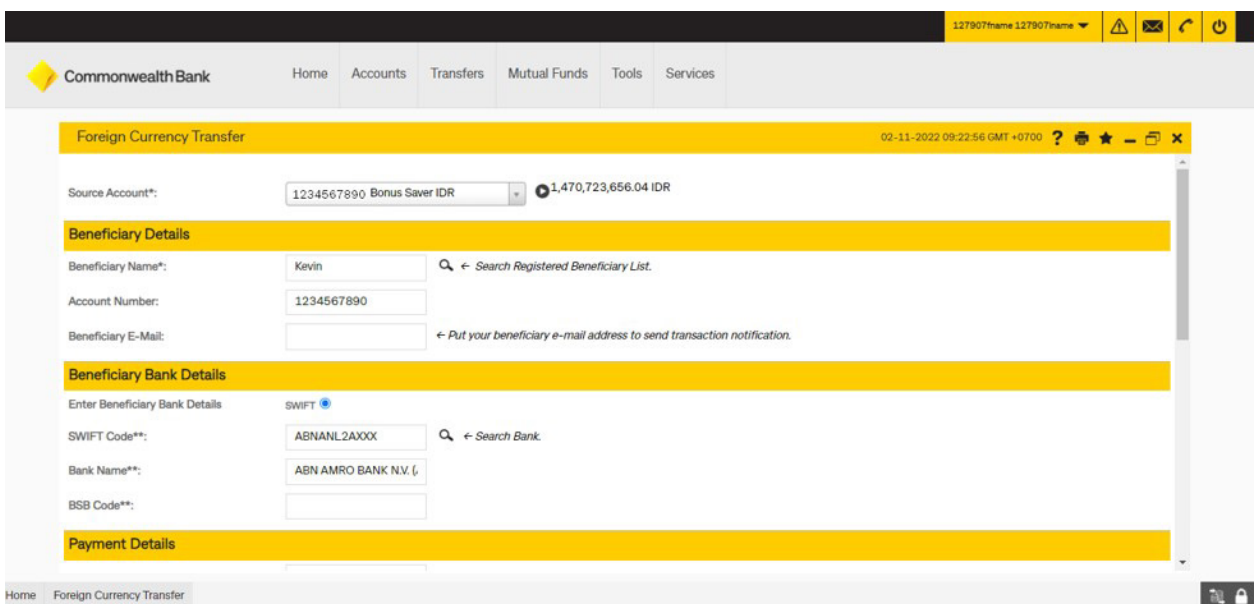 127907fname 127907lname
Commonwealth Bank
Home Accounts Transfers Mutual Funds Tools Services
Foreign Currency Transfer 02-11-2022 09:22:56 GMT +0700 ?
Source Account*: 1234567890 Bonus Saver IDR 1,470,723,656.04 IDR
Beneficiary Details
Beneficiary Name*: Kevin ← Search Registered Beneficiary List.
Account Number: 1234567890
Beneficiary E-Mail: ← Put your beneficiary e-mail address to send transaction notification.
Beneficiary Bank Details
Enter Beneficiary Bank Details SWIFT
SWIFT Code**: ABNANL2AXXX ← Search Bank.
Bank Name**: ABN AMRO BANK N.V. (
BSB Code**:
Payment Details
Home Foreign Currency Transfer